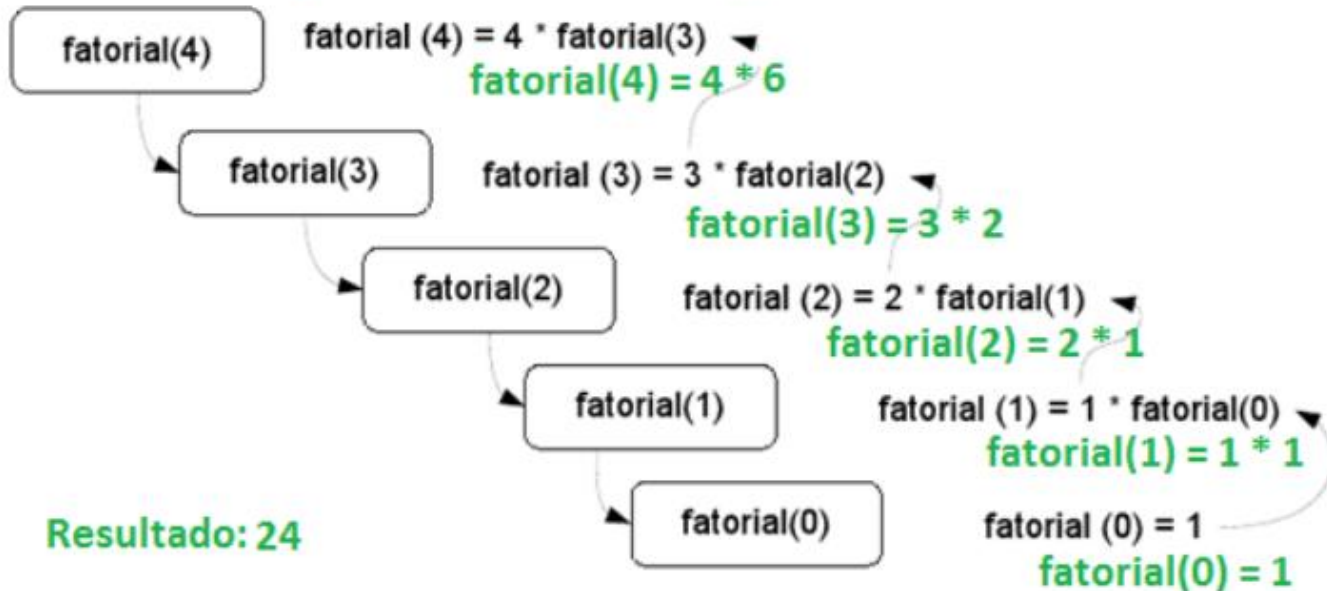 fatorial(4)
fatorial (4) = 4 * fatorial(3)
fatorial(4) = 4 * 6
fatorial(3)
fatorial (3) = 3 * fatorial(2)
fatorial(3) = 3 * 2
fatorial(2)
fatorial (2) = 2 * fatorial(1)
fatorial(2) = 2 * 1
fatorial(1)
fatorial (1) = 1 * fatorial(0)
fatorial(1) = 1 * 1
fatorial(0)
fatorial (0) = 1
fatorial(0) = 1
Resultado: 24